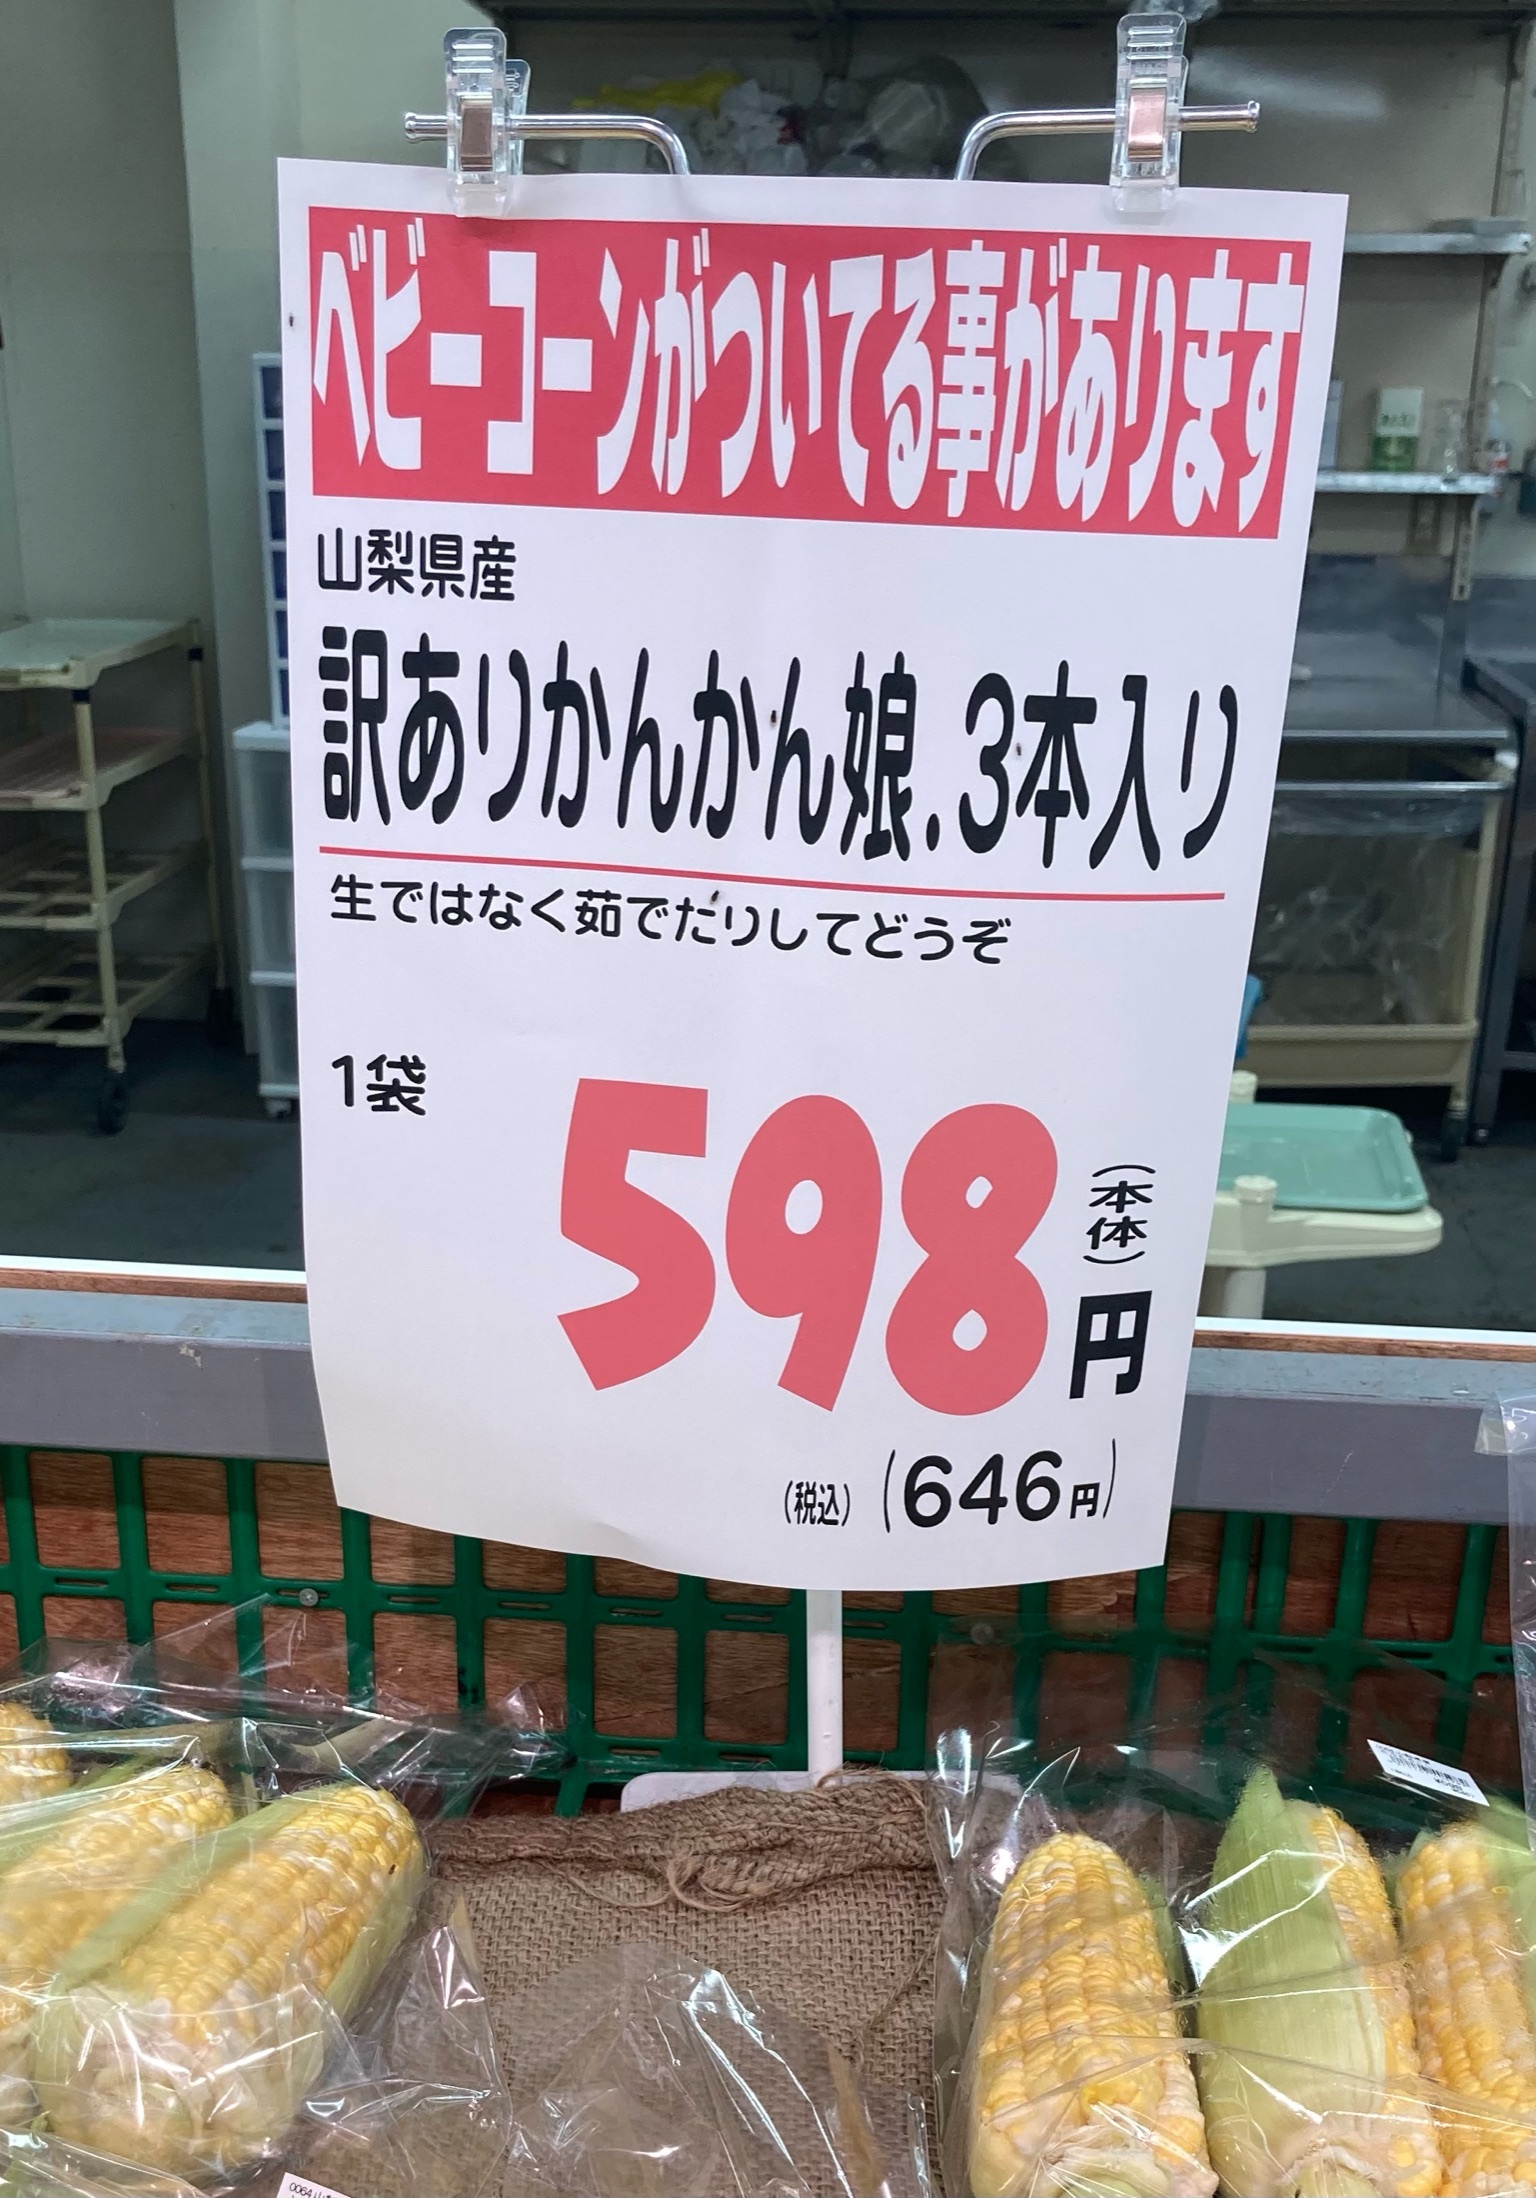 ベビーコーンがついてる事があります
山梨県産
訳ありかんかん娘.3本入り
生ではなく茹でたりしてどうぞ
1袋
598(本体)円
(税込) (646円)